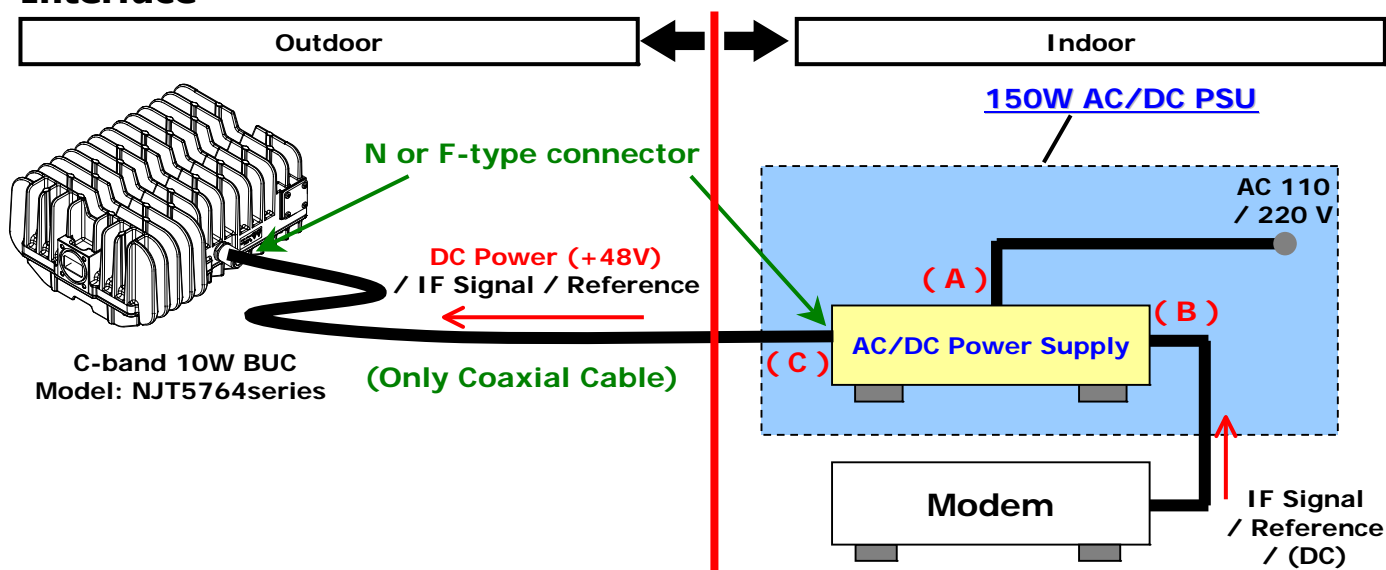 Interface
Outdoor
Indoor
150W AC/DC PSU
N or F-type connector
AC 110
/ 220 V
DC Power (+48V)
/ IF Signal / Reference
( A )
( B )
AC/DC Power Supply
( C )
C-band 10W BUC
Model: NJT5764series
(Only Coaxial Cable)
Modem
IF Signal
/ Reference
/ (DC)